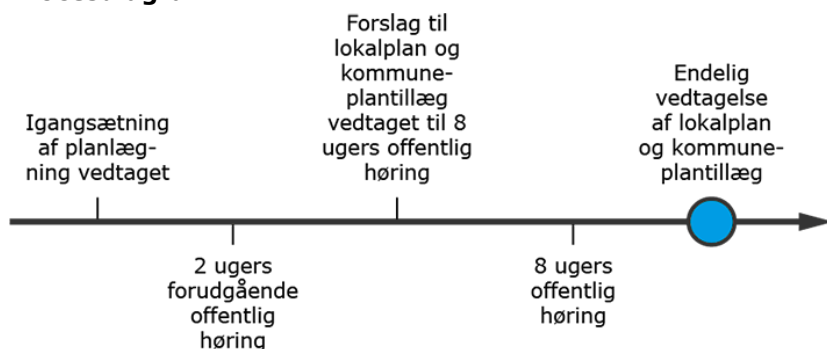 Igangsætning
af planlæg-
ning vedtaget
2 ugers
forudgående
offentlig
høring
Forslag til
lokalplan og
kommune-
plantillæg
vedtaget til 8
ugers offentlig
høring
8 ugers
offentlig
høring
Endelig
vedtagelse
af lokalplan
og kommune-
plantillæg